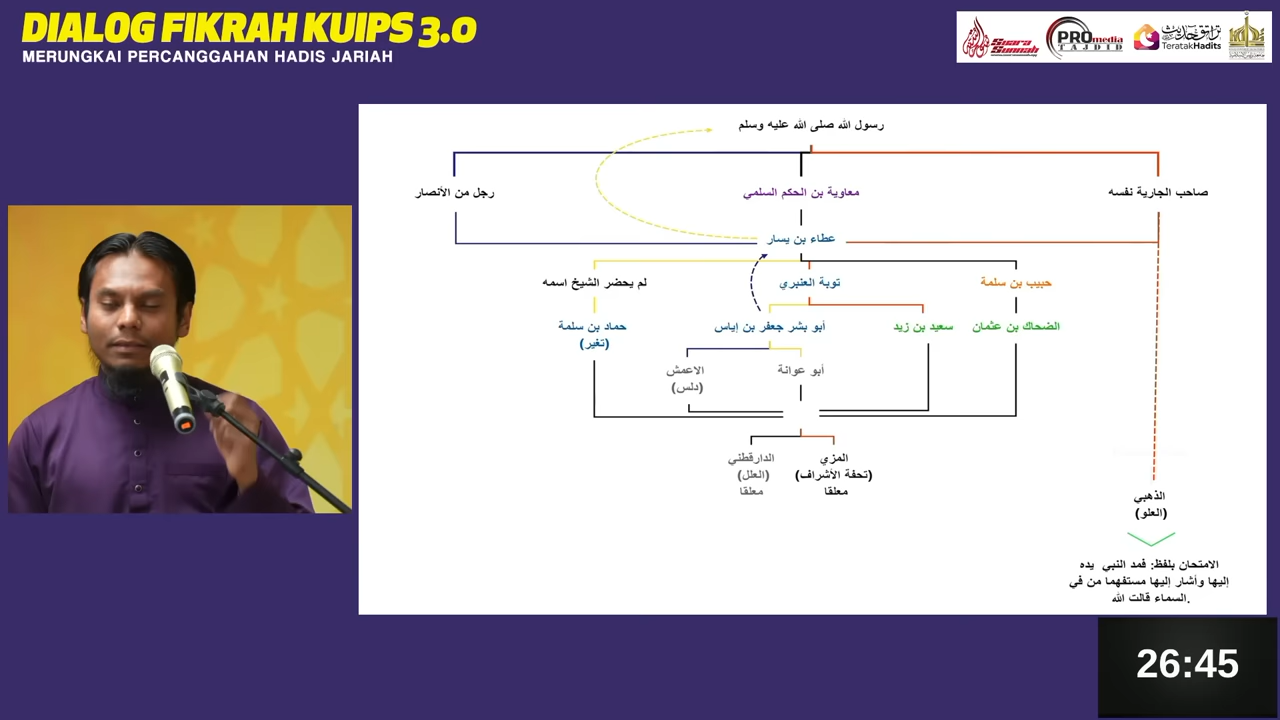 DIALOG FIKRAH KUIPS 3.0
MERUNGKAI PERCANGGAHAN HADIS JARIAH
Suara Sunnah
PROmedia
TAJDID
TeratakHadits
رسول الله صلى الله عليه وسلم
صاحب الجارية نفسه
معاوية بن الحكم السلمي
رجل من الأنصار
عطاء بن يسار
حبيب بن سلمة
توبة العنبري
لم يحضر الشيخ اسمه
الضحاك بن عثمان
سعيد بن زيد
أبو بشر جعفر بن إياس
حماد بن سلمة
(تغير)
أبو عوانة
الاعمش
(دلس)
المزي
(تحفة الأشراف)
معلقا
الدارقطني
(العلل)
معلقا
الذهبي
(العلو)
الامتحان بلفظ: فمد النبي يده
إليها وأشار إليها مستفهما من في
السماء قالت الله.
26:45